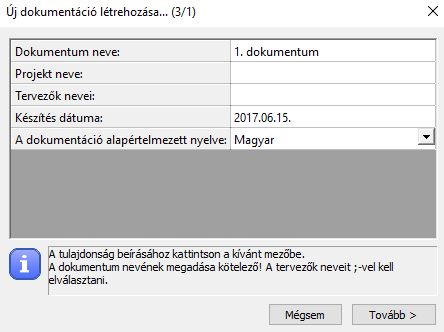 Új dokumentáció létrehozása... (3/1)
Dokumentum neve: 1. dokumentum
Projekt neve:
Tervezők nevei:
Készítés dátuma: 2017.06.15.
A dokumentáció alapértelmezett nyelve: Magyar
A tulajdonság beírásához kattintson a kívánt mezőbe.
A dokumentum nevének megadása kötelező! A tervezők neveit ;-vel kell
elválasztani.
Mégsem Tovább >